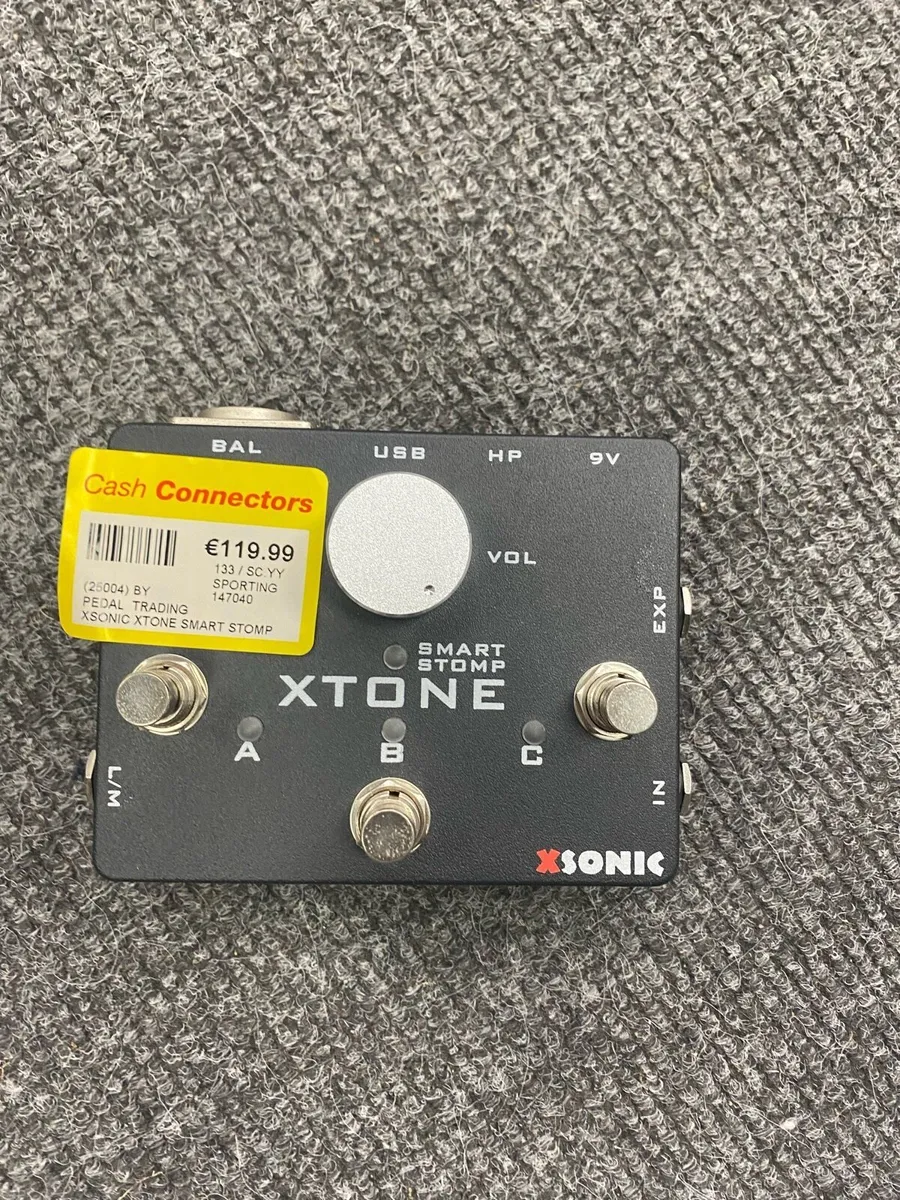 BAL
USB
HP
9V
Cash Connectors
€119.99
133 / SC.YY
(25004) BY
SPORTING
PEDAL TRADING
147040
XSONIC XTONE SMART STOMP
VOL
EXP
SMART
STOMP
XTONE
A
B
C
L/M
IN
XSONIC